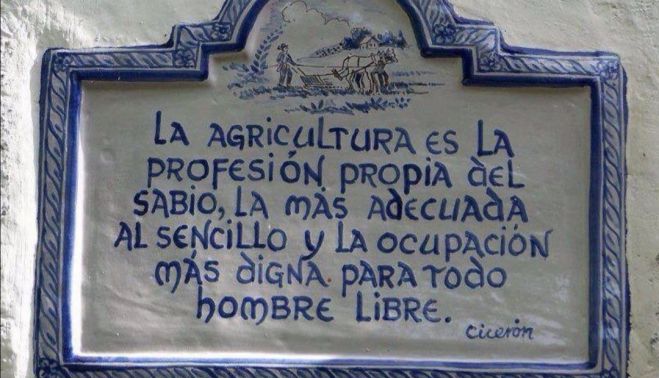 LA AGRICULTURA ES LA
PROFESIÓN PROPIA DEL
SABIO, LA MÁS ADECUADA
AL SENCILLO Y LA OCUPACIÓN
MÁS DIGNA PARA TODO
HOMBRE LIBRE.
Cicerón